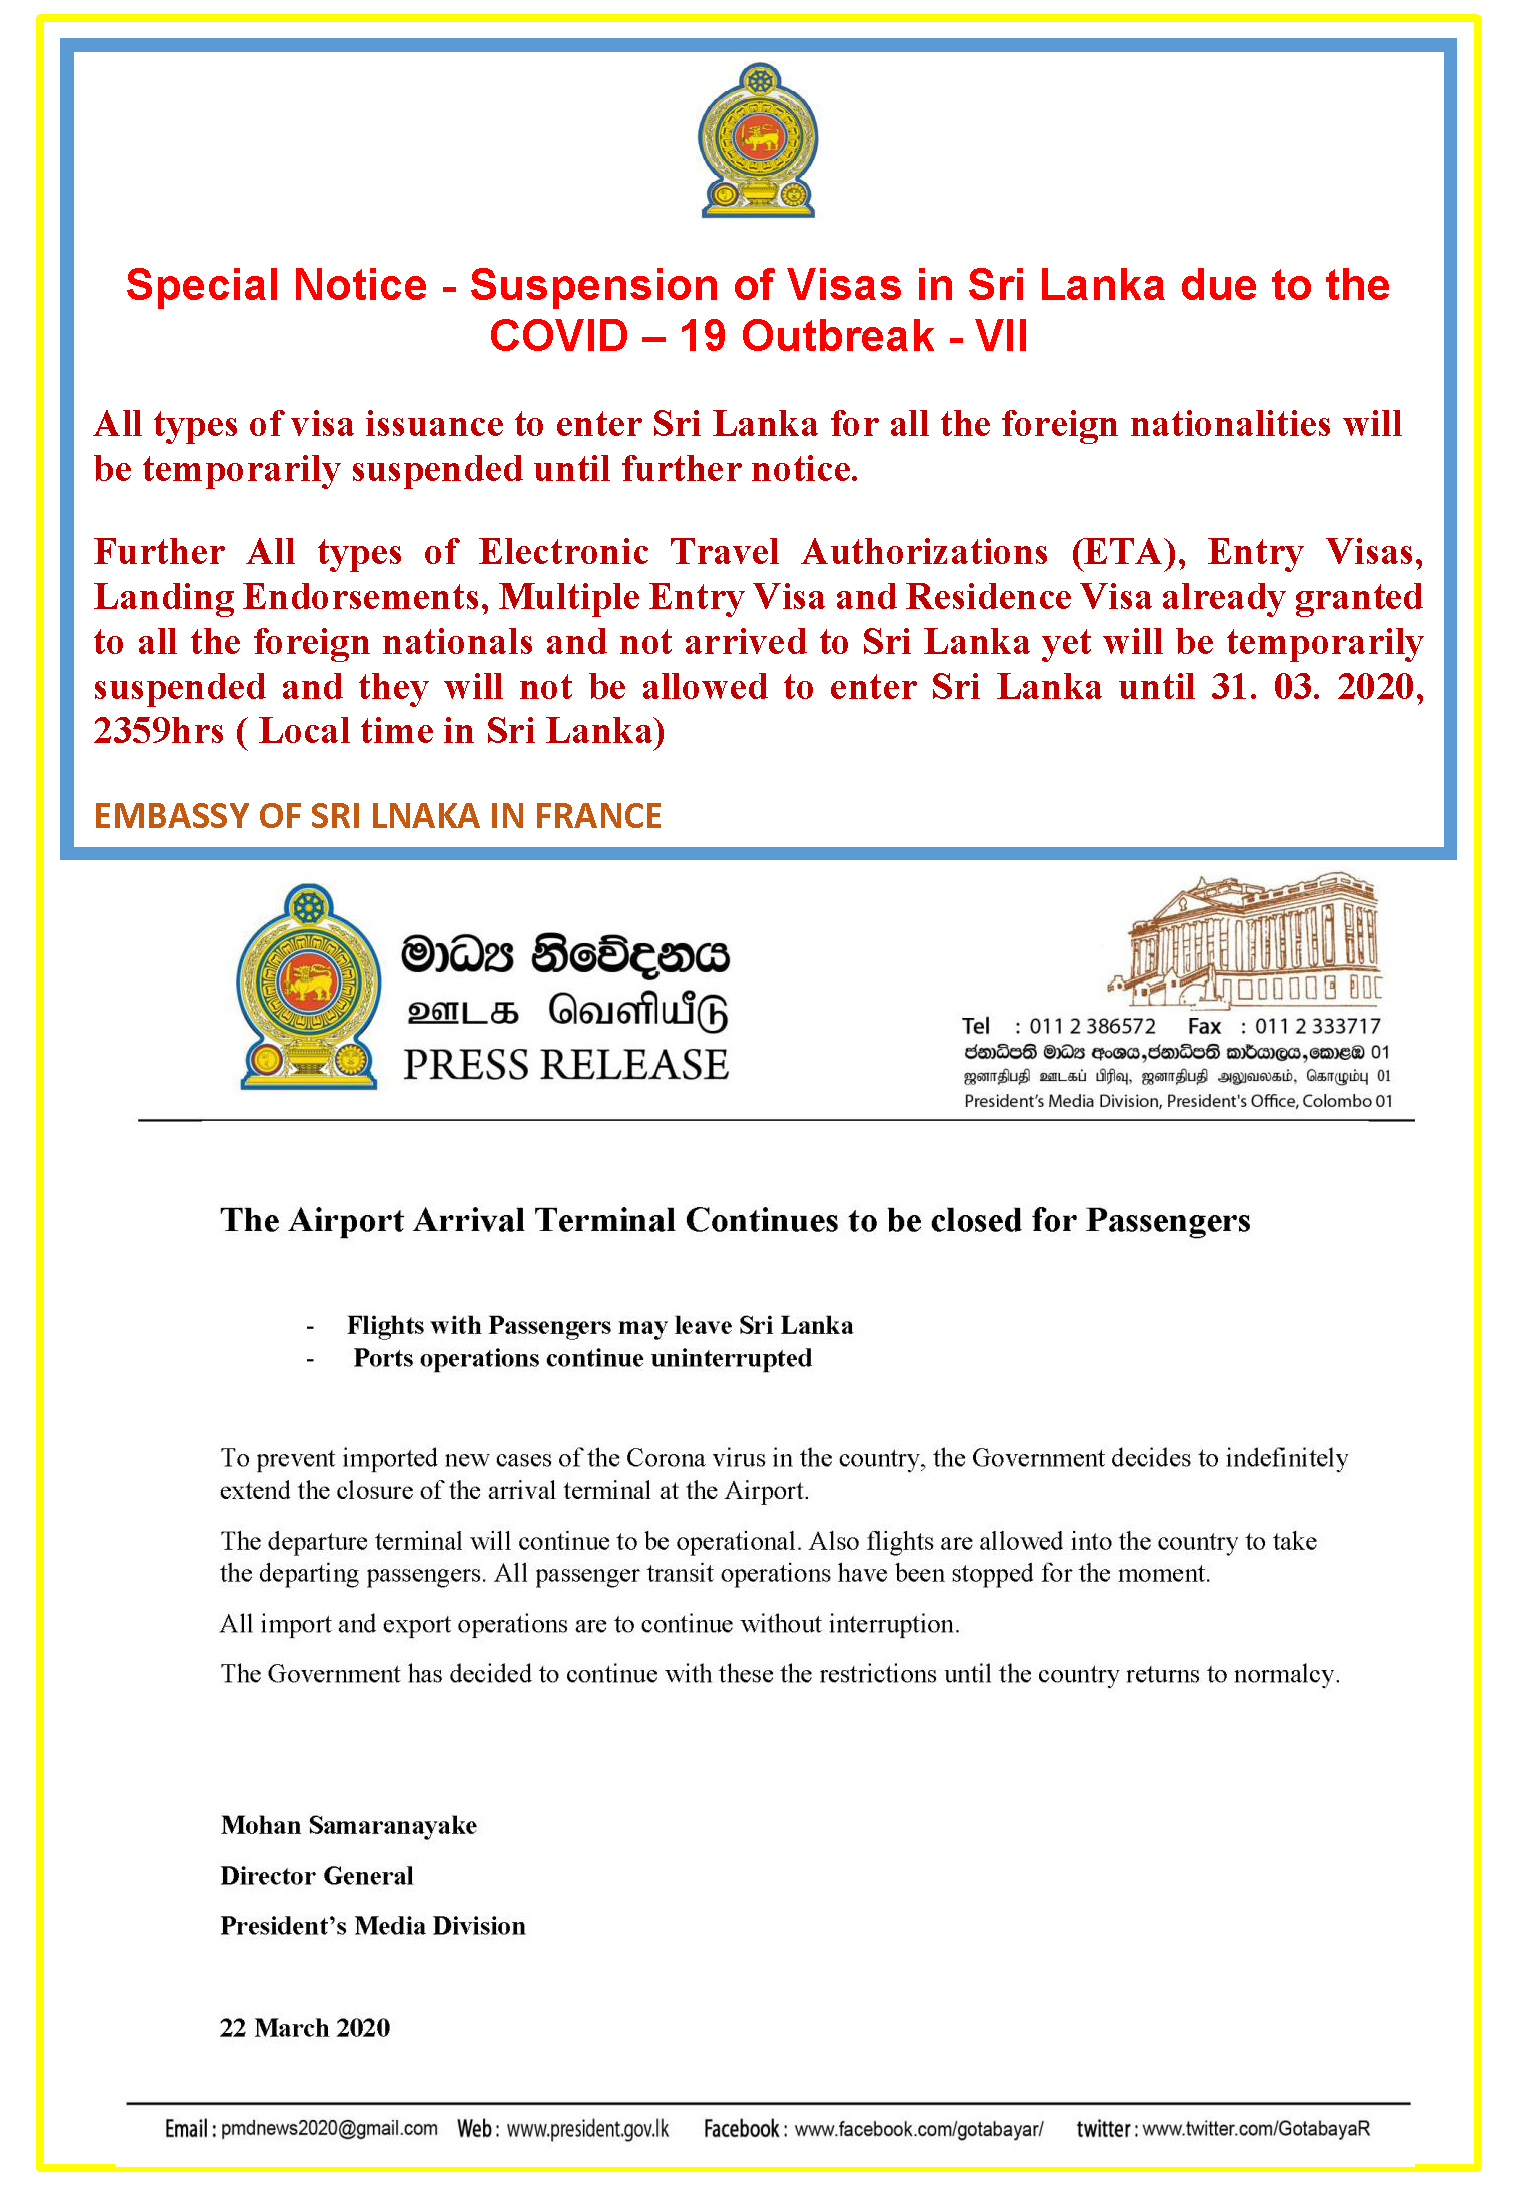 Special Notice - Suspension of Visas in Sri Lanka due to the
COVID – 19 Outbreak - VII
All types of visa issuance to enter Sri Lanka for all the foreign nationalities will
be temporarily suspended until further notice.
Further All types of Electronic Travel Authorizations (ETA), Entry Visas,
Landing Endorsements, Multiple Entry Visa and Residence Visa already granted
to all the foreign nationals and not arrived to Sri Lanka yet will be temporarily
suspended and they will not be allowed to enter Sri Lanka until 31. 03. 2020,
2359hrs ( Local time in Sri Lanka)
EMBASSY OF SRI LNAKA IN FRANCE
මාධ්‍ය නිවේදනය
ஊடக வெளியீடு
PRESS RELEASE
Tel : 011 2 386572 Fax : 011 2 333717
ජනාධිපති මාධ්‍ය අංශය,ජනාධිපති කාර්යාලය,කොළඹ 01
ஜனாதிபதி ஊடகப் பிரிவு, ஜனாதிபதி அலுவலகம், கொழும்பு 01
President's Media Division, President's Office, Colombo 01
The Airport Arrival Terminal Continues to be closed for Passengers
- Flights with Passengers may leave Sri Lanka
- Ports operations continue uninterrupted
To prevent imported new cases of the Corona virus in the country, the Government decides to indefinitely
extend the closure of the arrival terminal at the Airport.
The departure terminal will continue to be operational. Also flights are allowed into the country to take
the departing passengers. All passenger transit operations have been stopped for the moment.
All import and export operations are to continue without interruption.
The Government has decided to continue with these the restrictions until the country returns to normalcy.
Mohan Samaranayake
Director General
President’s Media Division
22 March 2020
Email : pmdnews2020@gmail.com Web : www.president.gov.lk Facebook : www.facebook.com/gotabayar/ twitter : www.twitter.com/GotabayaR